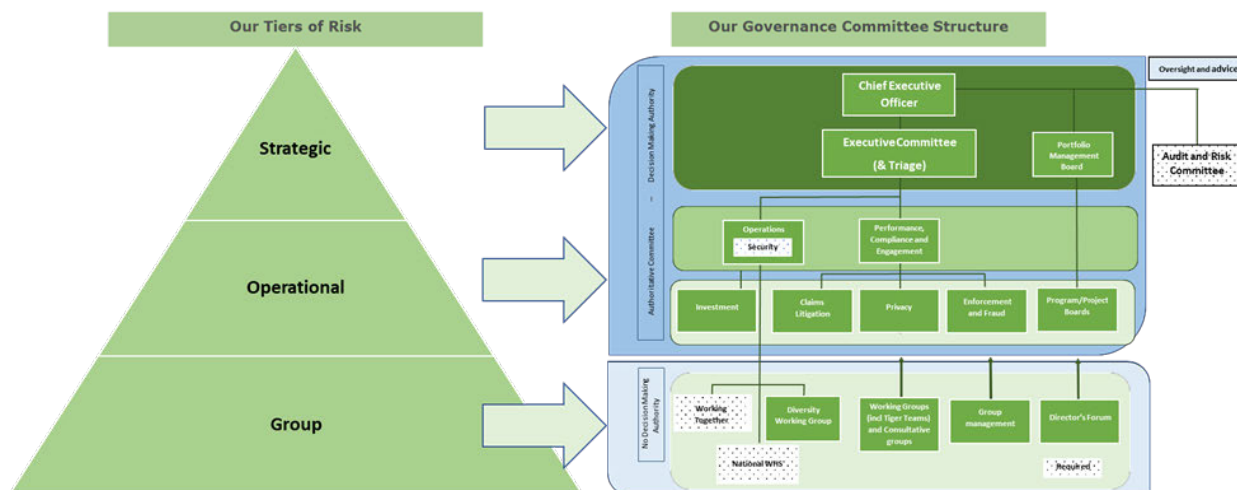 Our Tiers of Risk
Strategic
Operational
Group
Our Governance Committee Structure
Oversight and advice
Authoritative Committee – Decision Making Authority
Chief Executive
Officer
Executive Committee
(& Triage)
Portfolio
Management
Board
Audit and Risk
Committee
Operations
Security
Performance,
Compliance and
Engagement
Investment
Claims
Litigation
Privacy
Enforcement
and Fraud
Program/Project
Boards
No Decision Making
Authority
Working
Together
Diversity
Working Group
Working Groups
(incl Tiger Teams)
and Consultative
groups
Group
management
Director's Forum
National WHS
Required